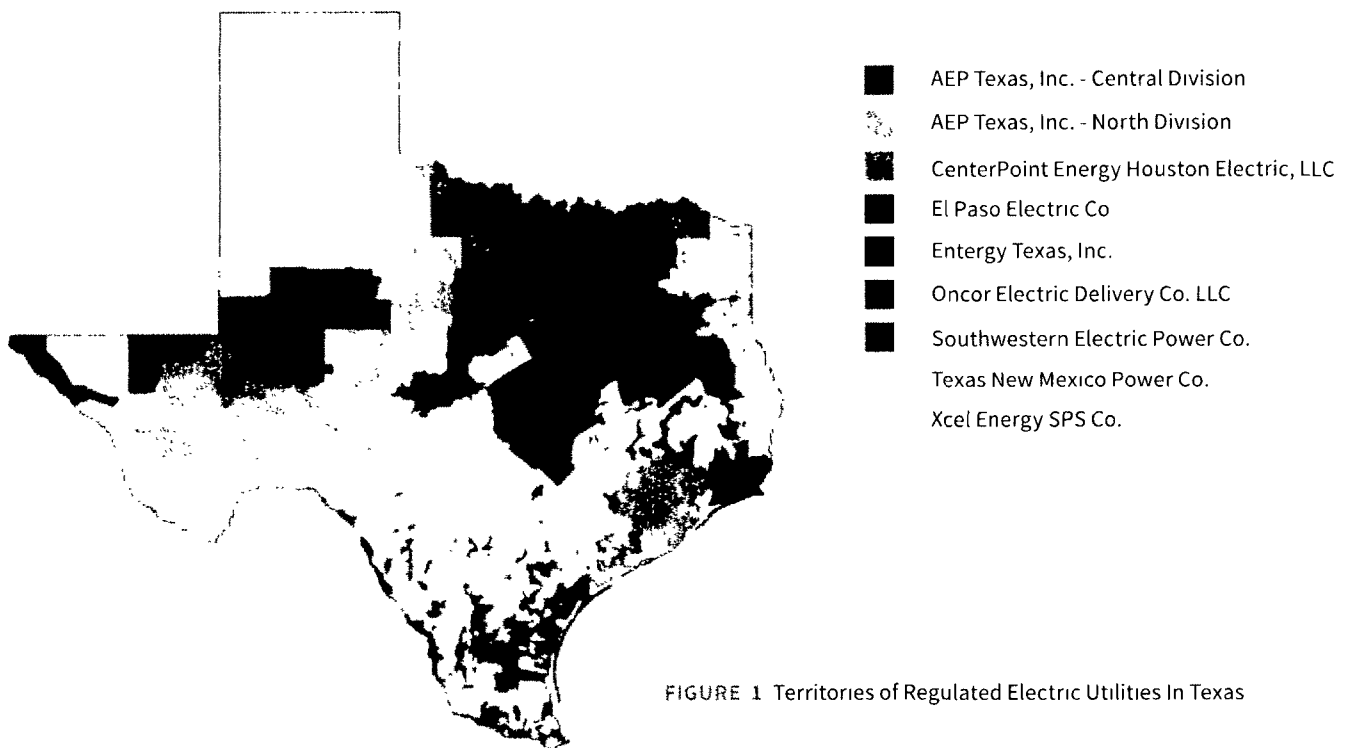 AEP Texas, Inc. - Central Division
AEP Texas, Inc. - North Division
CenterPoint Energy Houston Electric, LLC
El Paso Electric Co
Entergy Texas, Inc.
Oncor Electric Delivery Co. LLC
Southwestern Electric Power Co.
Texas New Mexico Power Co.
Xcel Energy SPS Co.
FIGURE 1 Territories of Regulated Electric Utilities In Texas